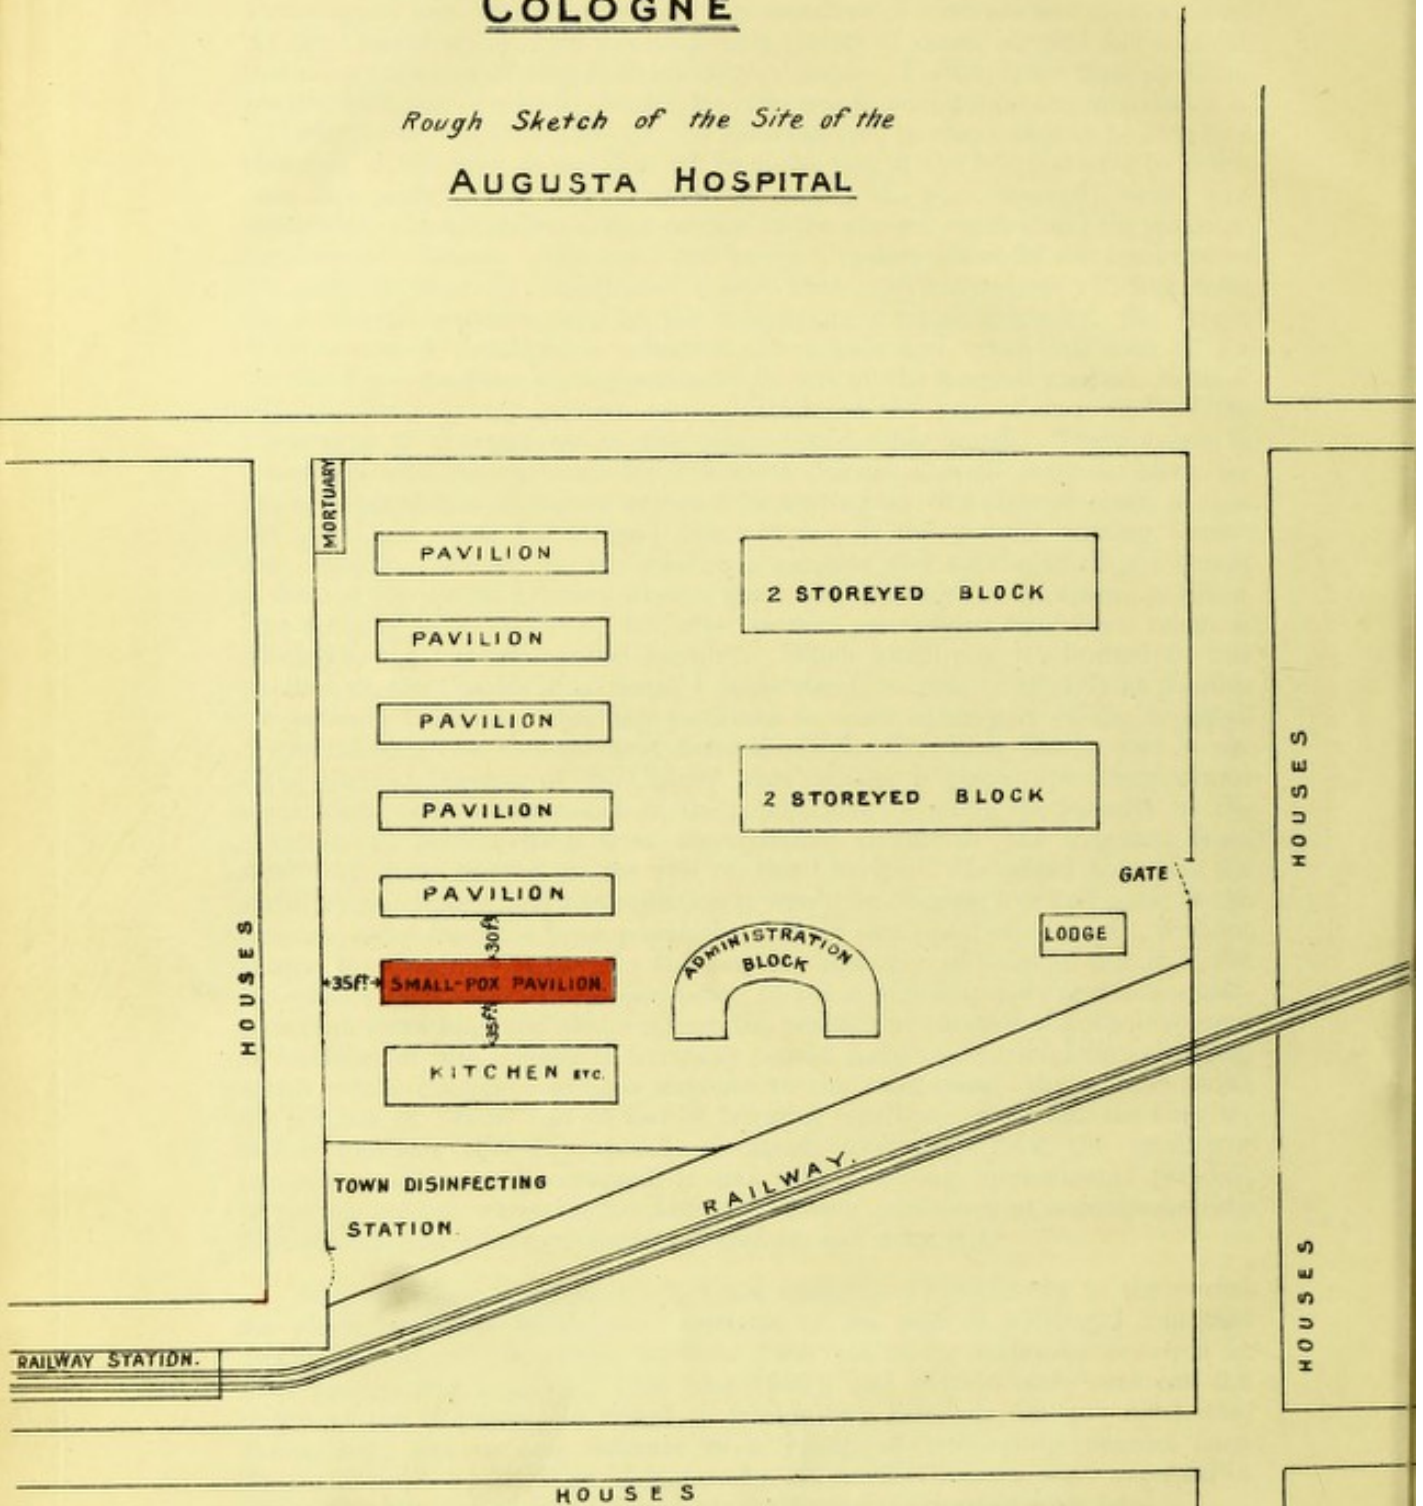 COLOGNE
Rough Sketch of the Site of the
AUGUSTA HOSPITAL
MORTUARY
PAVILION
2 STOREYED BLOCK
PAVILION
PAVILION
2 STOREYED BLOCK
PAVILION
HOUSES
GATE
PAVILION
LODGE
30ft
ADMINISTRATION
BLOCK
HOUSES
35ft
SMALL-POX PAVILION
35ft
KITCHEN ETC.
TOWN DISINFECTING
STATION.
RAILWAY.
HOUSES
RAILWAY STATION.
HOUSES